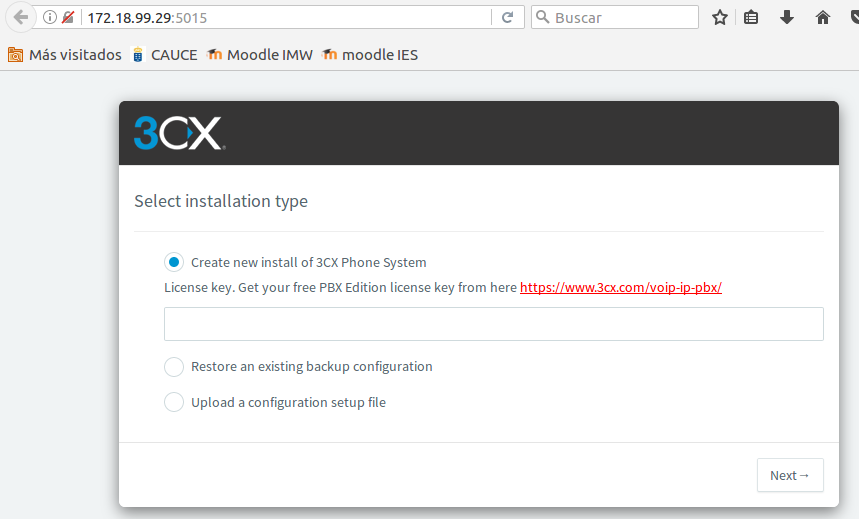 172.18.99.29:5015
Buscar
Más visitados CAUCE Moodle IMW moodle IES
3CX
Select installation type
Create new install of 3CX Phone System
License key. Get your free PBX Edition license key from here https://www.3cx.com/voip-ip-pbx/
Restore an existing backup configuration
Upload a configuration setup file
Next→